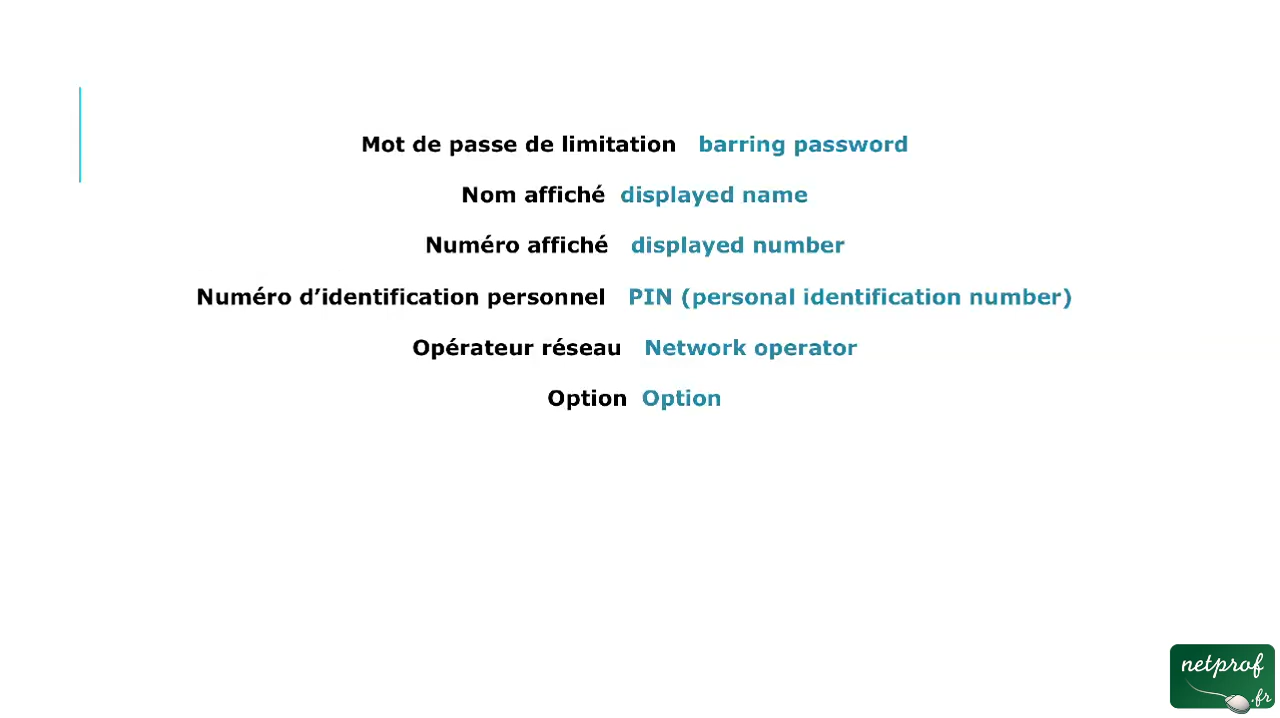 Mot de passe de limitation barring password
Nom affiché displayed name
Numéro affiché displayed number
Numéro d’identification personnel PIN (personal identification number)
Opérateur réseau Network operator
Option Option
netprof
.fr